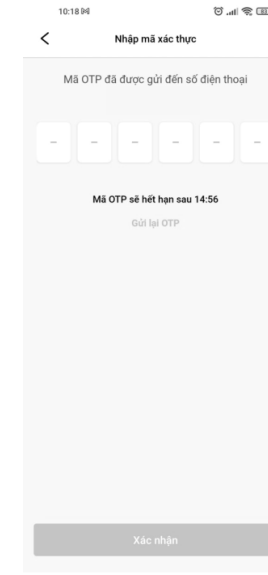 10:18
Nhập mã xác thực
Mã OTP đã được gửi đến số điện thoại
Mã OTP sẽ hết hạn sau 14:56
Gửi lại OTP
Xác nhận